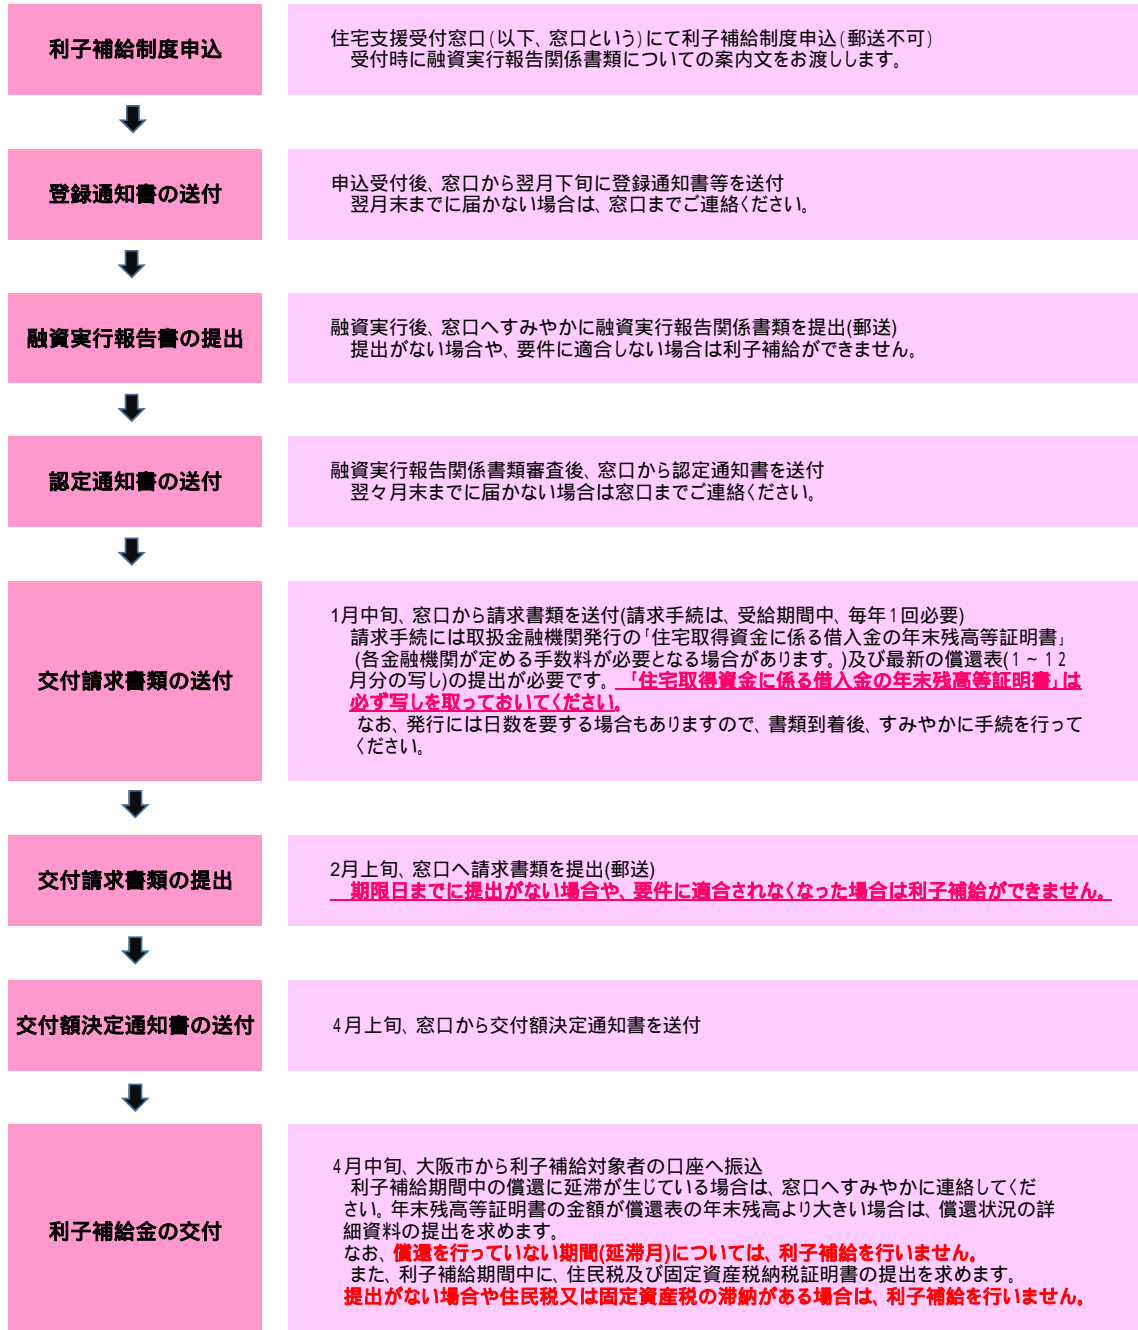 利子補給制度申込
住宅支援受付窓口(以下、窓口という)にて利子補給制度申込(郵送不可)
受付時に融資実行報告関係書類についての案内文をお渡しします。
登録通知書の送付
申込受付後、窓口から翌月下旬に登録通知書等を送付
翌月末までに届かない場合は、窓口までご連絡ください。
融資実行報告書の提出
融資実行後、窓口へすみやかに融資実行報告関係書類を提出(郵送)
提出がない場合や、要件に適合しない場合は利子補給ができません。
認定通知書の送付
融資実行報告関係書類審査後、窓口から認定通知書を送付
翌々月末までに届かない場合は窓口までご連絡ください。
交付請求書類の送付
1月中旬、窓口から請求書類を送付(請求手続は、受給期間中、毎年1回必要)
請求手続には取扱金融機関発行の「住宅取得資金に係る借入金の年末残高等証明書」
(各金融機関が定める手数料が必要となる場合があります。)及び最新の償還表(1～12
月分の写し)の提出が必要です。「住宅取得資金に係る借入金の年末残高等証明書」は
必ず写しを取っておいてください。
なお、発行には日数を要する場合もありますので、書類到着後、すみやかに手続を行って
ください。
交付請求書類の提出
2月上旬、窓口へ請求書類を提出(郵送)
期限日までに提出がない場合や、要件に適合されなくなった場合は利子補給ができません。
交付額決定通知書の送付
4月上旬、窓口から交付額決定通知書を送付
利子補給金の交付
4月中旬、大阪市から利子補給対象者の口座へ振込
利子補給期間中の償還に延滞が生じている場合は、窓口へすみやかに連絡してくだ
さい。年末残高等証明書の金額が償還表の年末残高より大きい場合は、償還状況の詳
細資料の提出を求めます。
なお、償還を行っていない期間(延滞月)については、利子補給を行いません。
また、利子補給期間中に、住民税及び固定資産税納税証明書の提出を求めます。
提出がない場合や住民税又は固定資産税の滞納がある場合は、利子補給を行いません。